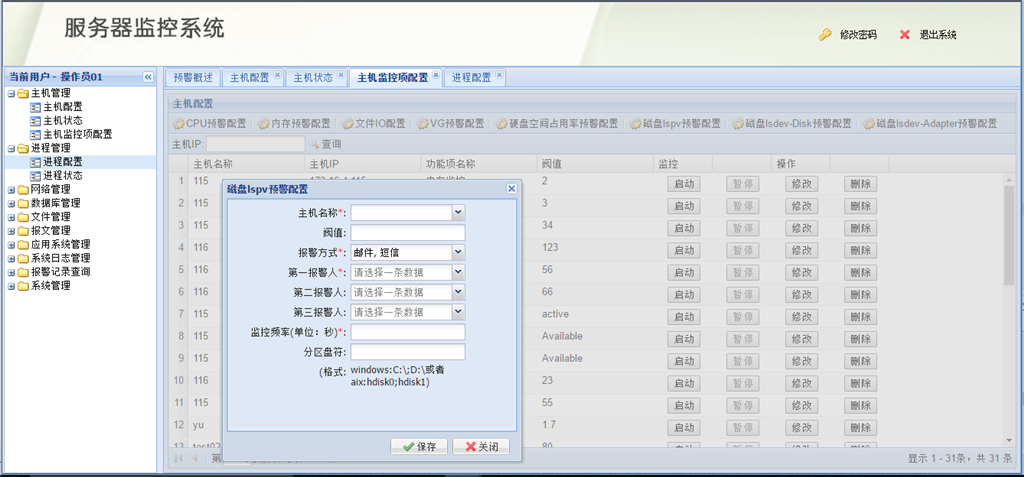 服务器监控系统
修改密码 退出系统
当前用户 - 操作员01
预警概述 主机配置 主机状态 主机监控项配置 进程配置
主机管理
主机配置
主机状态
主机监控项配置
进程管理
进程配置
进程状态
网络管理
数据库管理
文件管理
报文管理
应用系统管理
系统日志管理
报警记录查询
系统管理
主机配置
CPU预警配置 内存预警配置 文件IO配置 VG预警配置 硬盘空间占用率预警配置 磁盘lspv预警配置 磁盘lsdev-Disk预警配置 磁盘lsdev-Adapter预警配置
主机IP: 查询
主机名称 主机IP 功能项名称 阀值 监控 操作
1 115 2 启动 暂停 修改 删除
2 115 3 启动 暂停 修改 删除
3 115 34 启动 暂停 修改 删除
4 116 123 启动 暂停 修改 删除
5 116 56 启动 暂停 修改 删除
6 116 66 启动 暂停 修改 删除
7 115 active 启动 暂停 修改 删除
8 115 Available 启动 暂停 修改 删除
9 115 Available 启动 暂停 修改 删除
10 116 23 启动 暂停 修改 删除
11 115 55 启动 暂停 修改 删除
12 yu 1.7 启动 暂停 修改 删除
13 test02 80
第
显示 1 - 31条, 共 31 条
磁盘lspv预警配置
主机名称*:
阀值:
报警方式*: 邮件, 短信
第一报警人*: 请选择一条数据
第二报警人: 请选择一条数据
第三报警人: 请选择一条数据
监控频率(单位: 秒)*:
分区盘符:
(格式: windows:C:\;D:\或者
aix:hdisk0;hdisk1)
保存 关闭